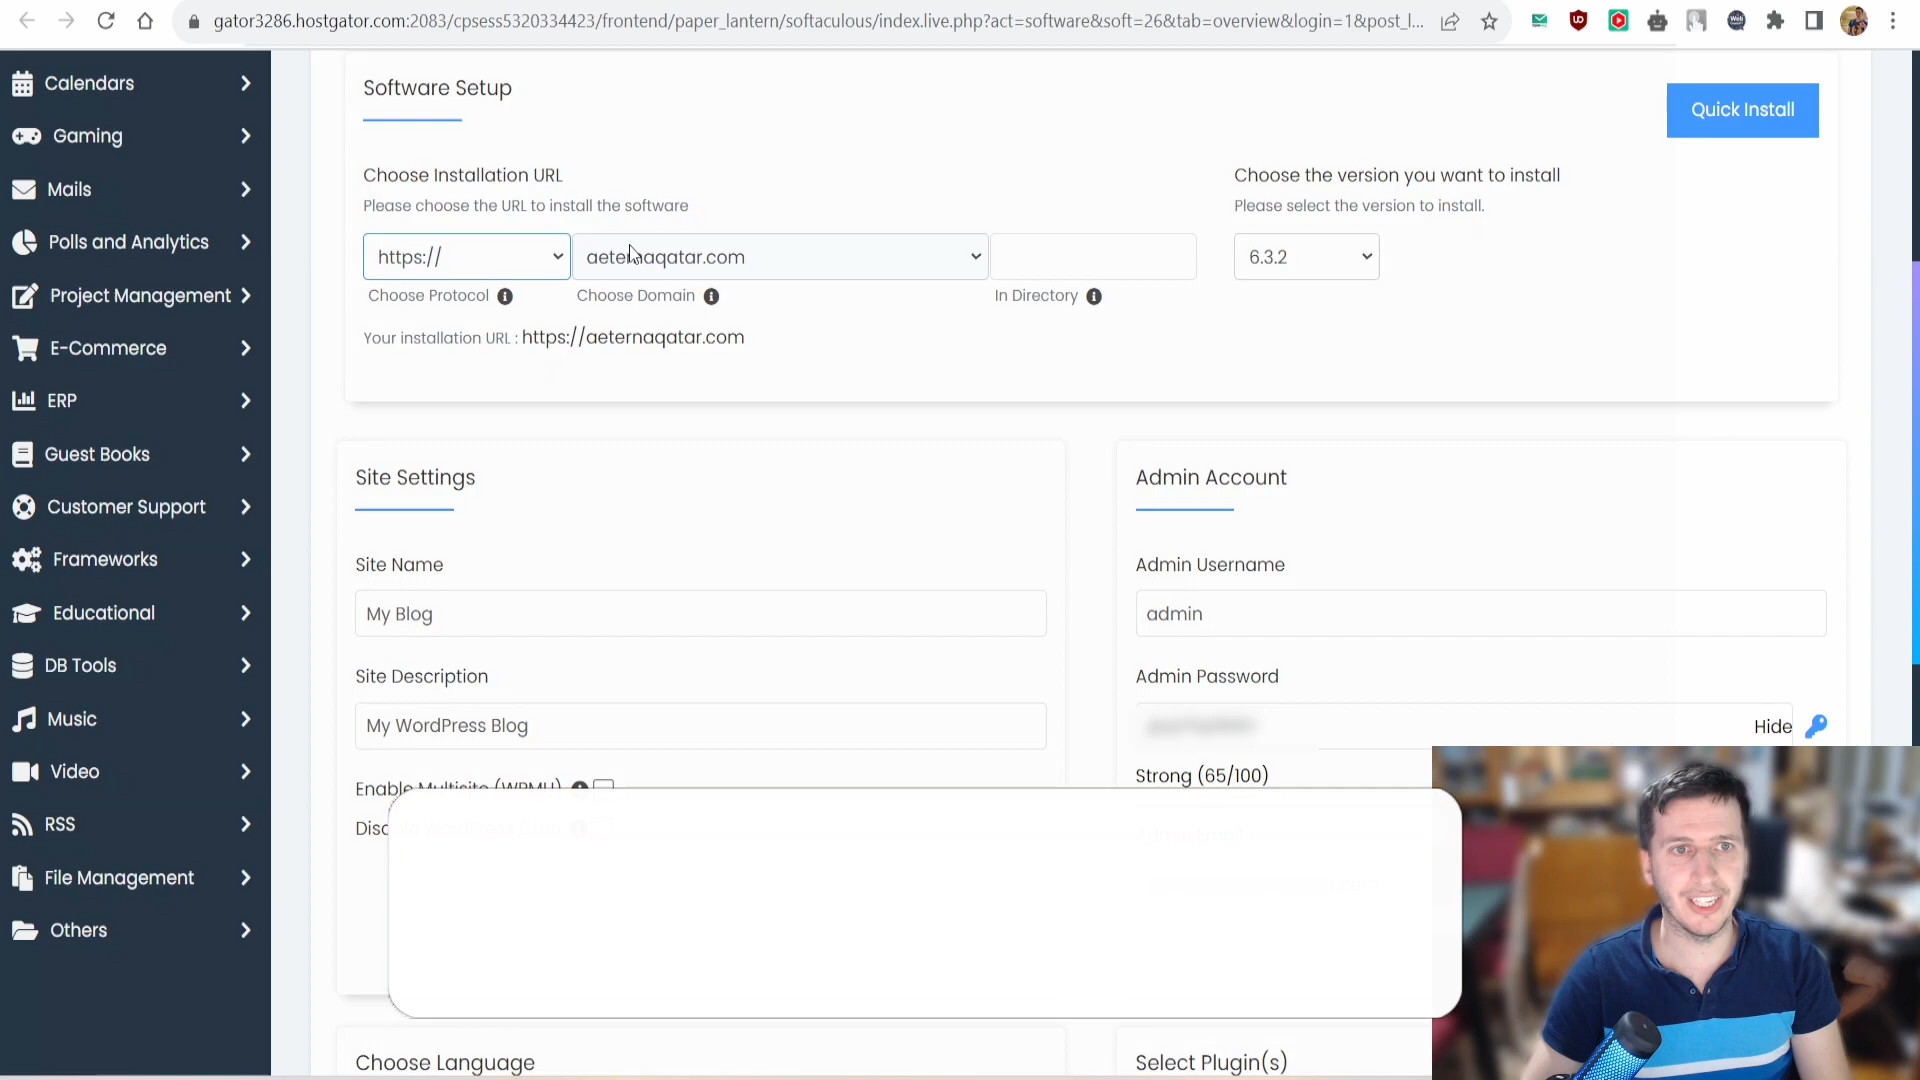 gator3286.hostgator.com:2083/cpsess5320334423/frontend/paper_lantern/softaculous/index.live.php?act=software&soft=26&tab=overview&login=1&post_l...
Calendars
Gaming
Mails
Polls and Analytics
Project Management
E-Commerce
ERP
Guest Books
Customer Support
Frameworks
Educational
DB Tools
Music
Video
RSS
File Management
Others
Software Setup
Quick Install
Choose Installation URL
Please choose the URL to install the software
https://
aeternaqatar.com
Choose Protocol
Choose Domain
In Directory
Your installation URL : https://aeternaqatar.com
Choose the version you want to install
Please select the version to install.
6.3.2
Site Settings
Site Name
My Blog
Site Description
My WordPress Blog
Enable Multisite (WPMU)
Admin Account
Admin Username
admin
Admin Password
Hide
Strong (65/100)
Choose Language
Select Plugin(s)